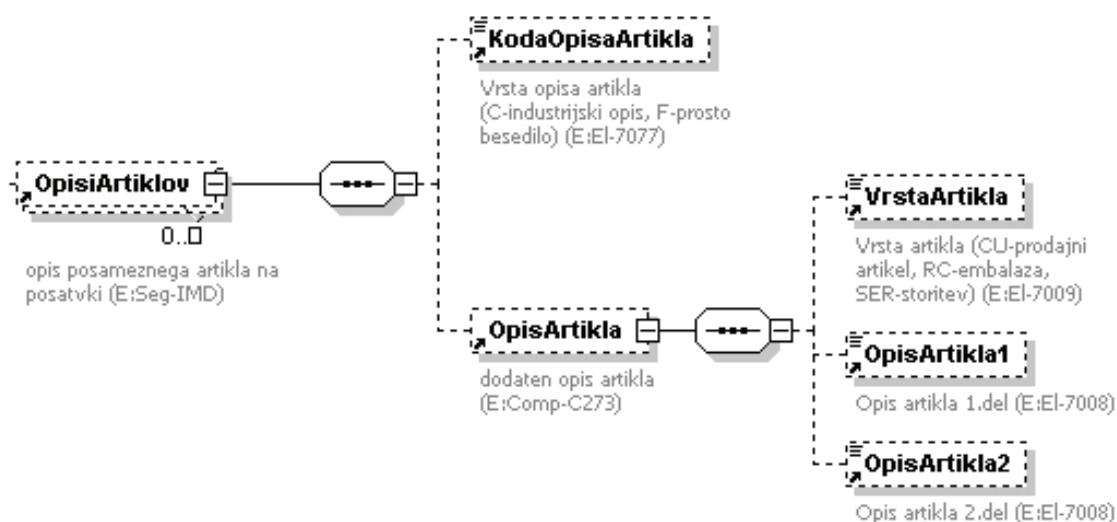 KodaOpisaArtikla
Vrsta opisa artikla
(C-industrijski opis, F-prosto
besedilo) (E:El-7077)
OpisiArtiklov
0..
opis posameznega artikla na
posatvki (E:Seg-IMD)
VrstaArtikla
Vrsta artikla (CU-prodajni
artikel, RC-embalaza,
SER-storitev) (E:El-7009)
OpisArtikla
dodaten opis artikla
(E:Comp-C273)
OpisArtikla1
Opis artikla 1.del (E:El-7008)
OpisArtikla2
Opis artikla 2.del (E:El-7008)